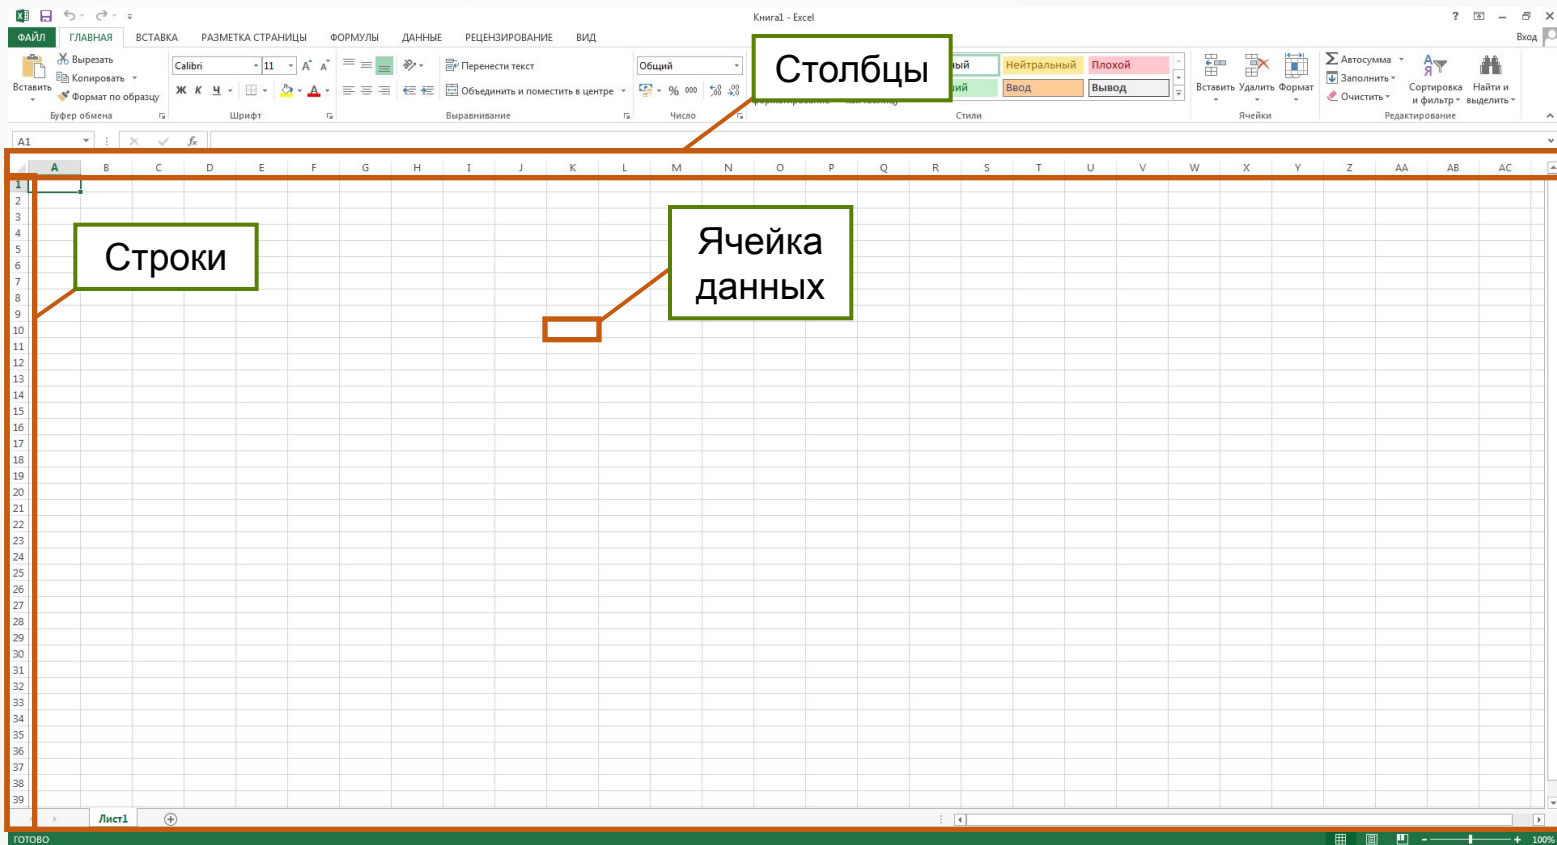 Книга1 - Excel
?
ФАЙЛ ГЛАВНАЯ ВСТАВКА РАЗМЕТКА СТРАНИЦЫ ФОРМУЛЫ ДАННЫЕ РЕЦЕНЗИРОВАНИЕ ВИД Вход
Вставить
Вырезать
Копировать
Формат по образцу
Буфер обмена
Calibri 11
Ж К Ч
Шрифт
Перенести текст
Объединить и поместить в центре
Выравнивание
Общий
% 000
Число
Столбцы
Нейтральный Плохой
Ввод Вывод
Стили
Вставить Удалить Формат
Ячейки
Автосумма
Заполнить
Очистить
Сортировка и фильтр
Найти и выделить
Редактирование
A1 fx
A B C D E F G H I J K L M N O P Q R S T U V W X Y Z AA AB AC
1
2
3
4
5
6
7
8
9
10
11
12
13
14
15
16
17
18
19
20
21
22
23
24
25
26
27
28
29
30
31
32
33
34
35
36
37
38
39
Строки
Ячейка
данных
Лист1
ГОТОВО 100%